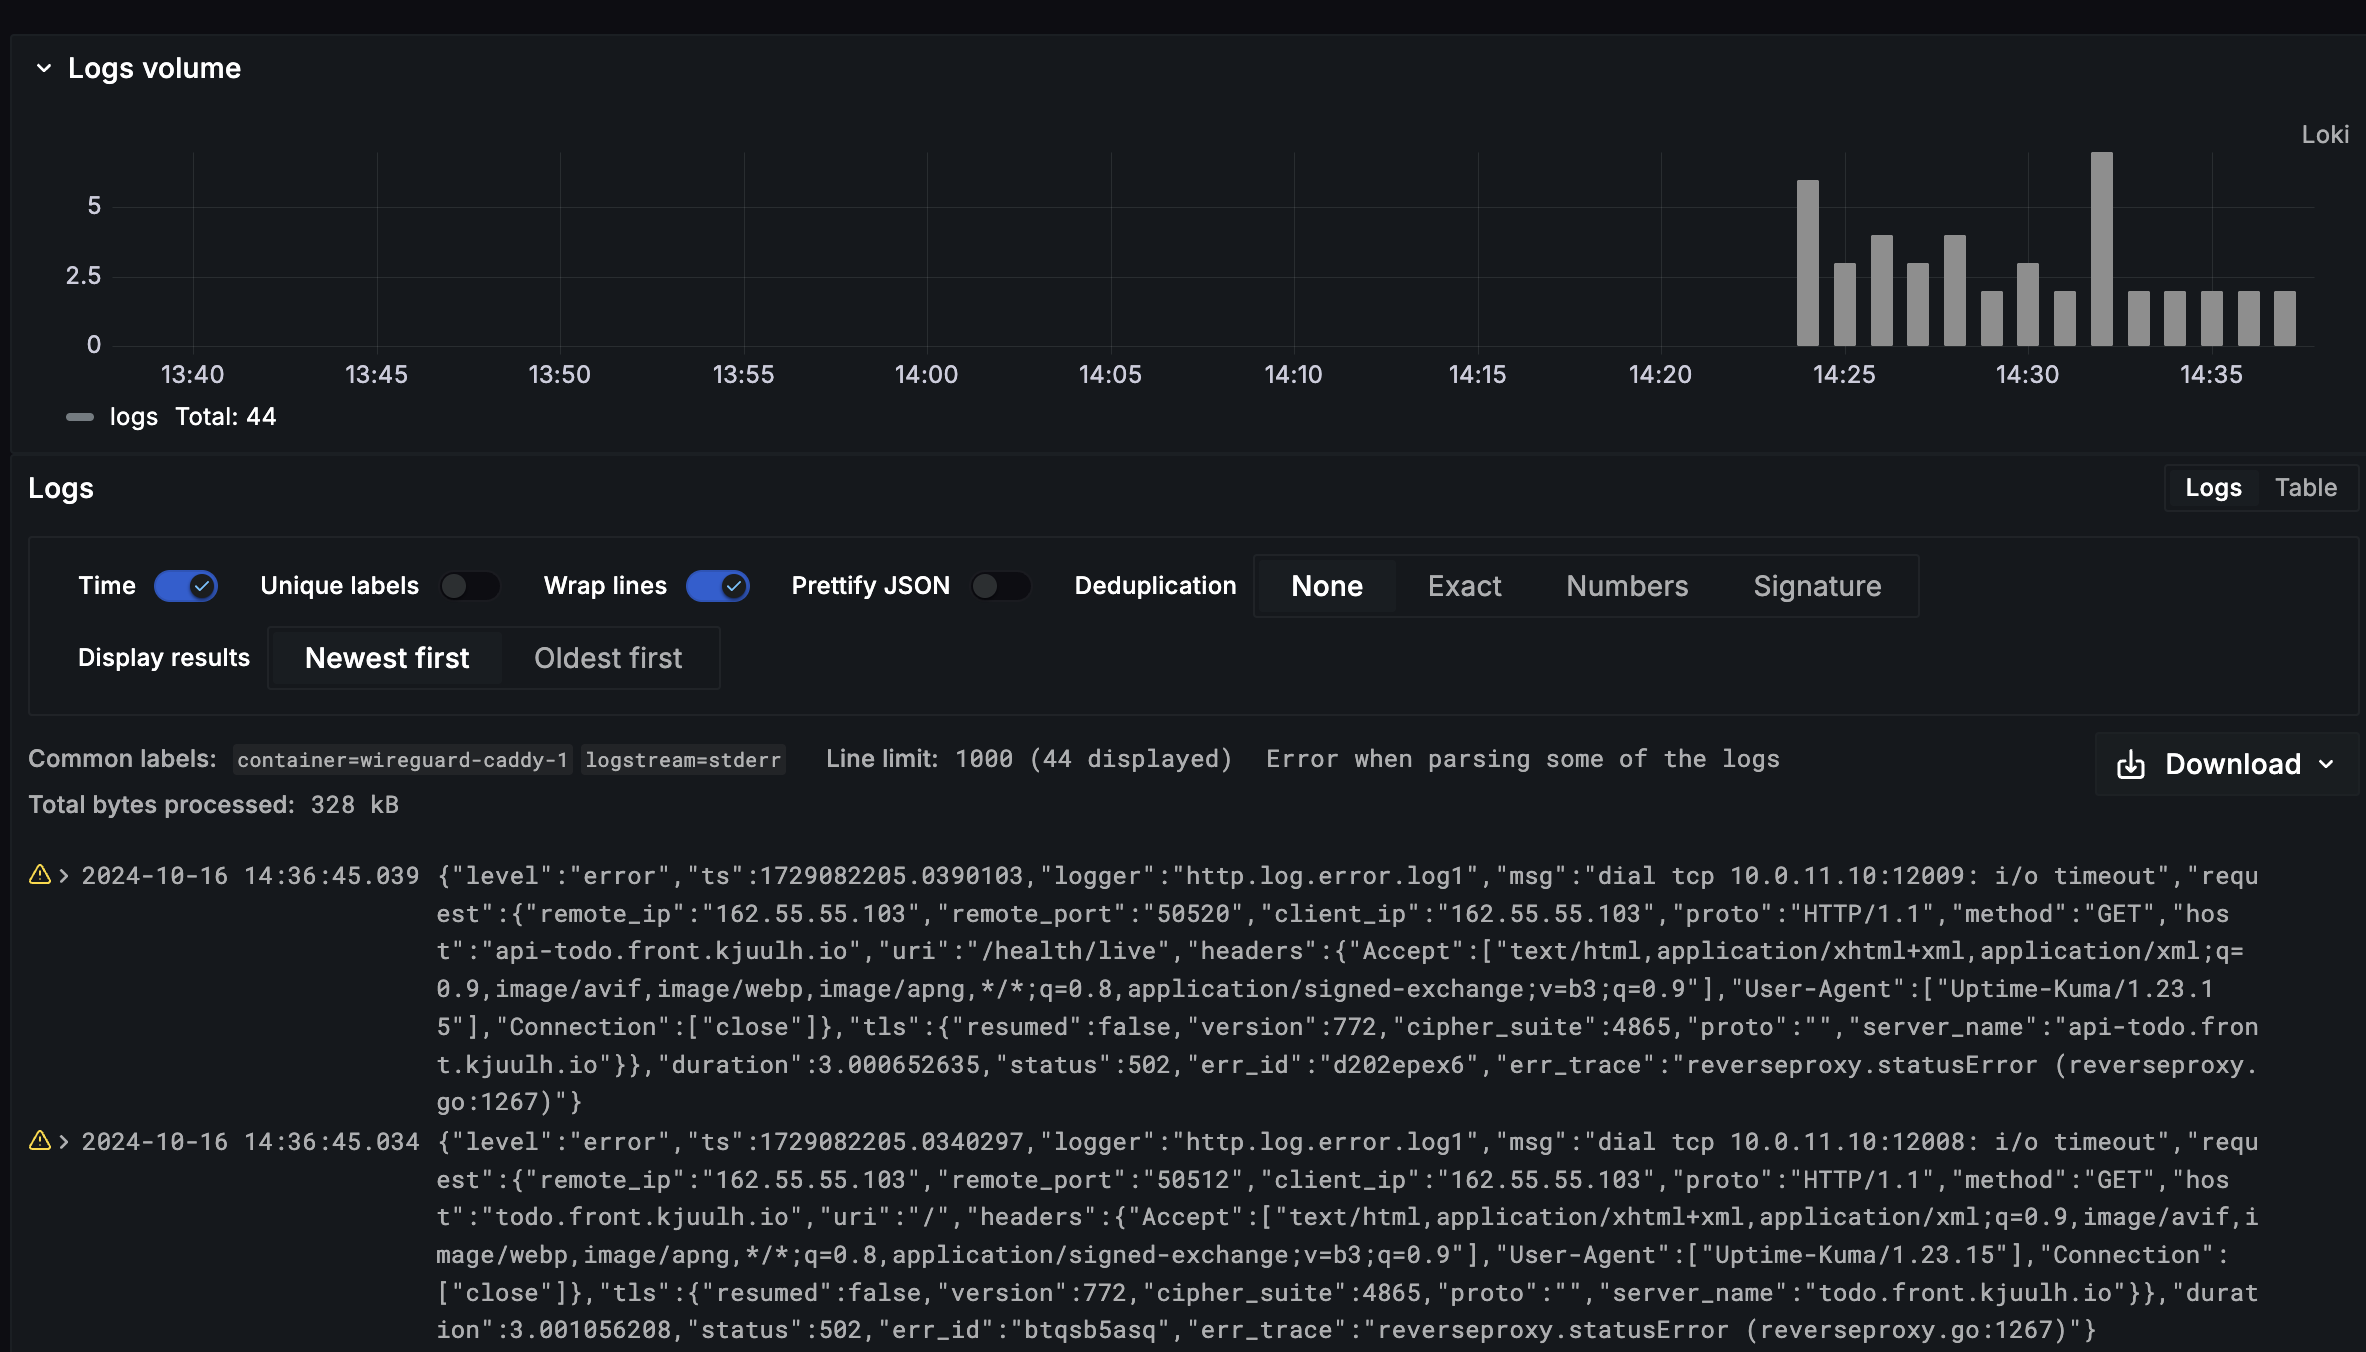 Logs volume
Loki
5
2.5
0
13:40 13:45 13:50 13:55 14:00 14:05 14:10 14:15 14:20 14:25 14:30 14:35
logs Total: 44
Logs
Logs Table
Time Unique labels Wrap lines Prettify JSON Deduplication None Exact Numbers Signature
Display results Newest first Oldest first
Common labels: container=wireguard-caddy-1 logstream=stderr Line limit: 1000 (44 displayed) Error when parsing some of the logs
Download
Total bytes processed: 328 kB
2024-10-16 14:36:45.039 {"level":"error","ts":1729082205.0390103,"logger":"http.log.error.log1","msg":"dial tcp 10.0.11.10:12009: i/o timeout","requ
est":{"remote_ip":"162.55.55.103","remote_port":"50520","client_ip":"162.55.55.103","proto":"HTTP/1.1","method":"GET","hos
t":"api-todo.front.kjuulh.io","uri":"/health/live","headers":{"Accept":["text/html,application/xhtml+xml,application/xml;q=
0.9,image/avif,image/webp,image/apng,*/*;q=0.8,application/signed-exchange;v=b3;q=0.9"],"User-Agent":["Uptime-Kuma/1.23.1
5"],"Connection":["close"]},"tls":{"resumed":false,"version":772,"cipher_suite":4865,"proto":"","server_name":"api-todo.fron
t.kjuulh.io"}},"duration":3.000652635,"status":502,"err_id":"d202epex6","err_trace":"reverseproxy.statusError (reverseproxy.
go:1267)"}
2024-10-16 14:36:45.034 {"level":"error","ts":1729082205.0340297,"logger":"http.log.error.log1","msg":"dial tcp 10.0.11.10:12008: i/o timeout","requ
est":{"remote_ip":"162.55.55.103","remote_port":"50512","client_ip":"162.55.55.103","proto":"HTTP/1.1","method":"GET","hos
t":"todo.front.kjuulh.io","uri":"/","headers":{"Accept":["text/html,application/xhtml+xml,application/xml;q=0.9,image/avif,i
mage/webp,image/apng,*/*;q=0.8,application/signed-exchange;v=b3;q=0.9"],"User-Agent":["Uptime-Kuma/1.23.15"],"Connection":
["close"]},"tls":{"resumed":false,"version":772,"cipher_suite":4865,"proto":"","server_name":"todo.front.kjuulh.io"}},"durat
ion":3.001056208,"status":502,"err_id":"btqsb5asq","err_trace":"reverseproxy.statusError (reverseproxy.go:1267)"}